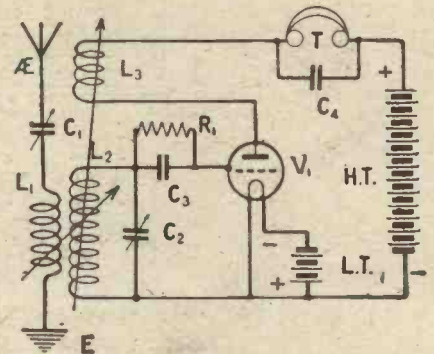 Æ
C1
L1
L2
L3
R1
C3
C2
V1
T
C4
+
H.T.
-
-
+
L.T.1
E